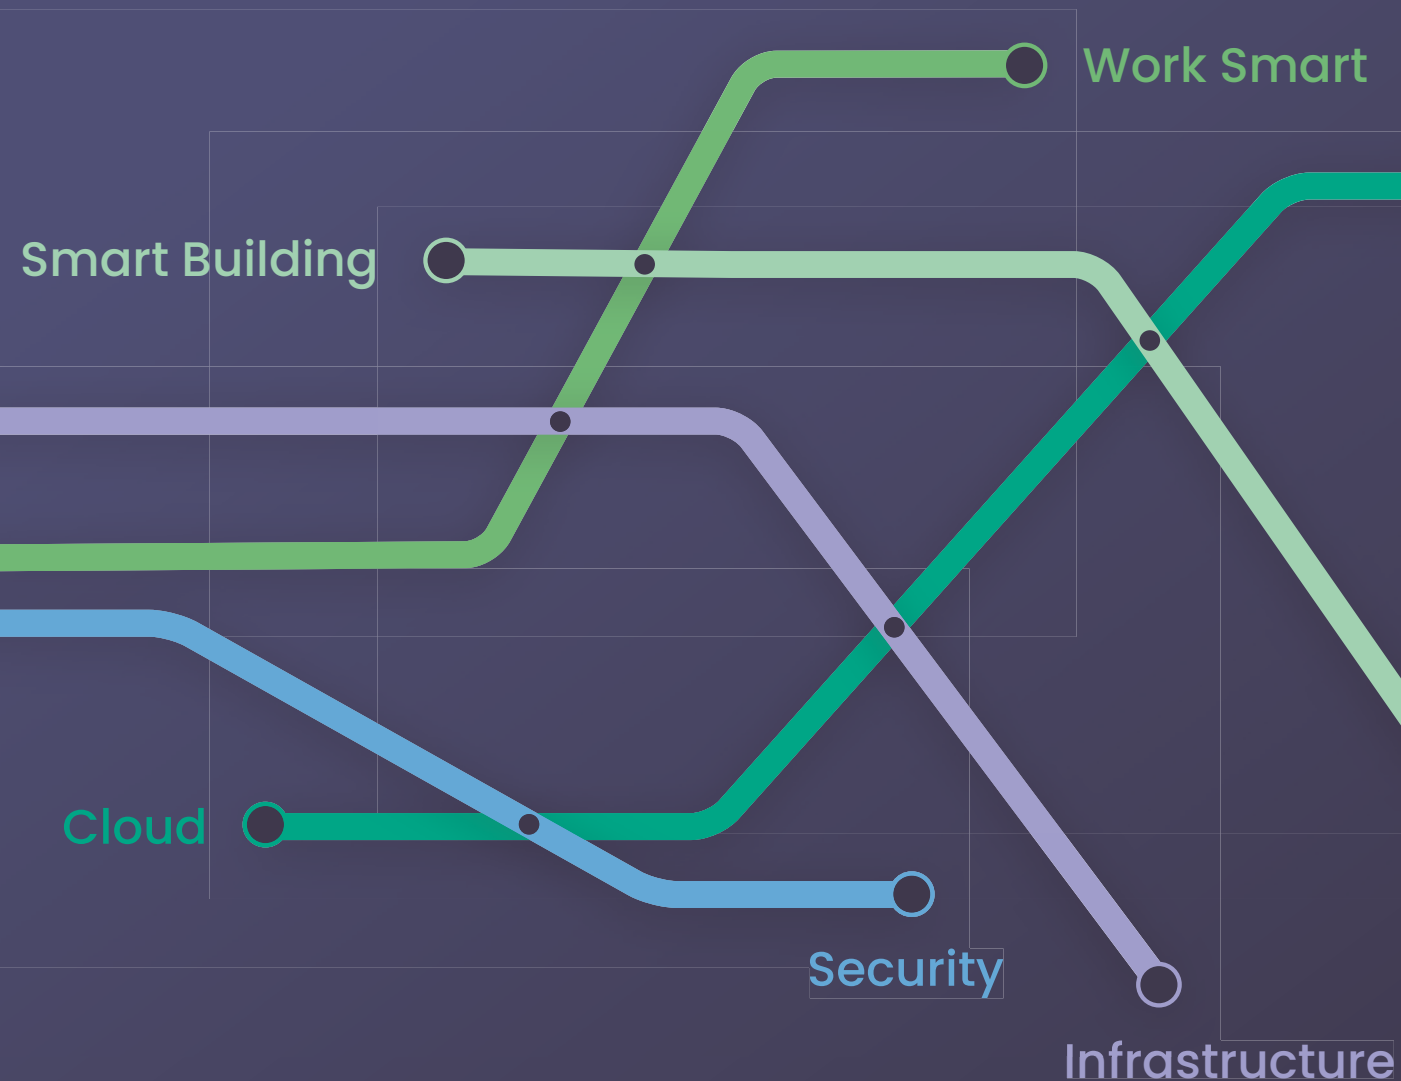 Work Smart
Smart Building
Cloud
Security
Infrastructure